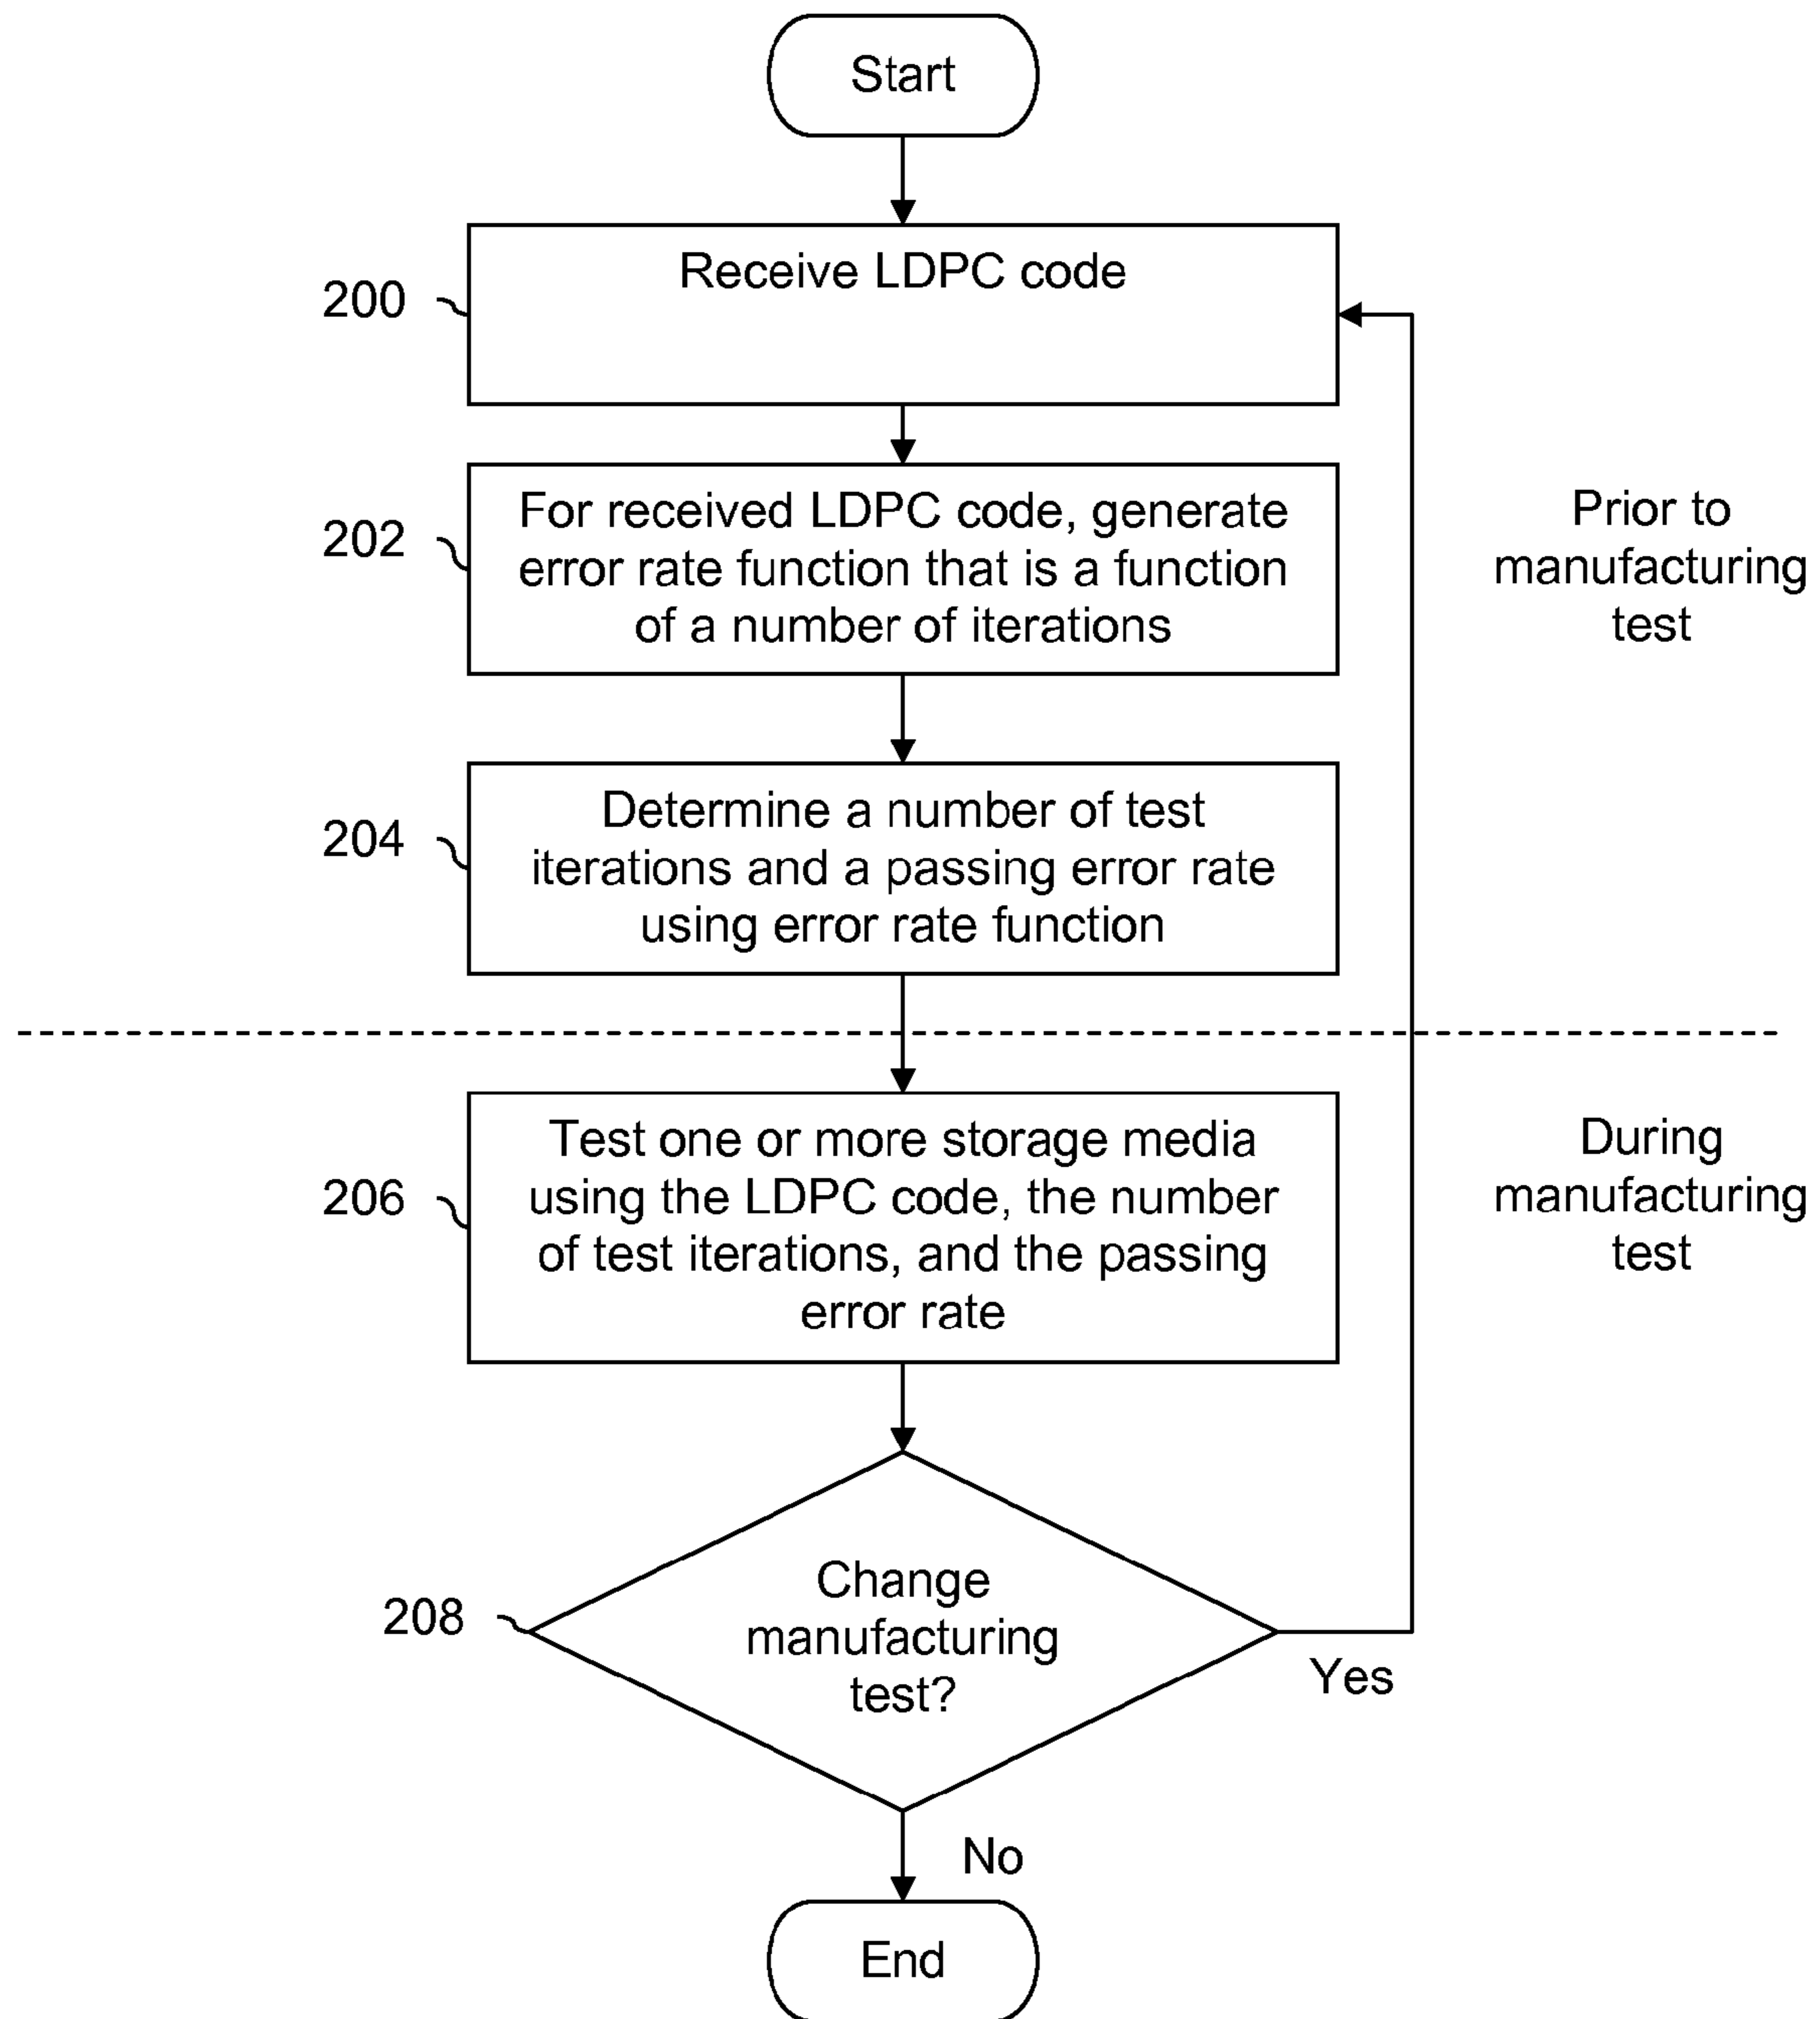 Start
200
Receive LDPC code
202
For received LDPC code, generate
error rate function that is a function
of a number of iterations
Prior to
manufacturing
test
204
Determine a number of test
iterations and a passing error rate
using error rate function
206
Test one or more storage media
using the LDPC code, the number
of test iterations, and the passing
error rate
During
manufacturing
test
208
Change
manufacturing
test?
Yes
No
End